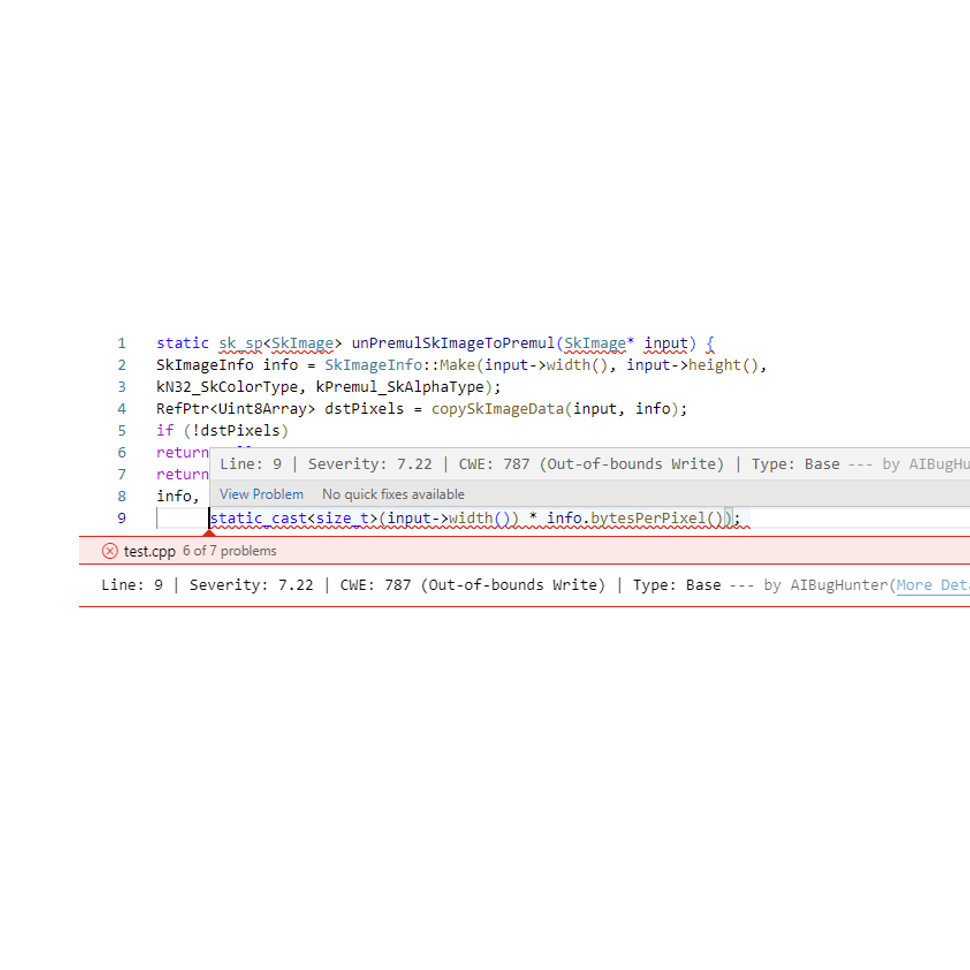 1 static sk_sp<SkImage> unPremulSkImageToPremul(SkImage* input) {
2 SkImageInfo info = SkImageInfo::Make(input->width(), input->height(),
3 kN32_SkColorType, kPremul_SkAlphaType);
4 RefPtr<Uint8Array> dstPixels = copySkImageData(input, info);
5 if (!dstPixels)
6 return
Line: 9 | Severity: 7.22 | CWE: 787 (Out-of-bounds Write) | Type: Base --- by AIBugHu
7 return
8 info,
View Problem No quick fixes available
9 static_cast<size_t>(input->width()) * info.bytesPerPixel());
test.cpp 6 of 7 problems
Line: 9 | Severity: 7.22 | CWE: 787 (Out-of-bounds Write) | Type: Base --- by AIBugHunter(More Deta